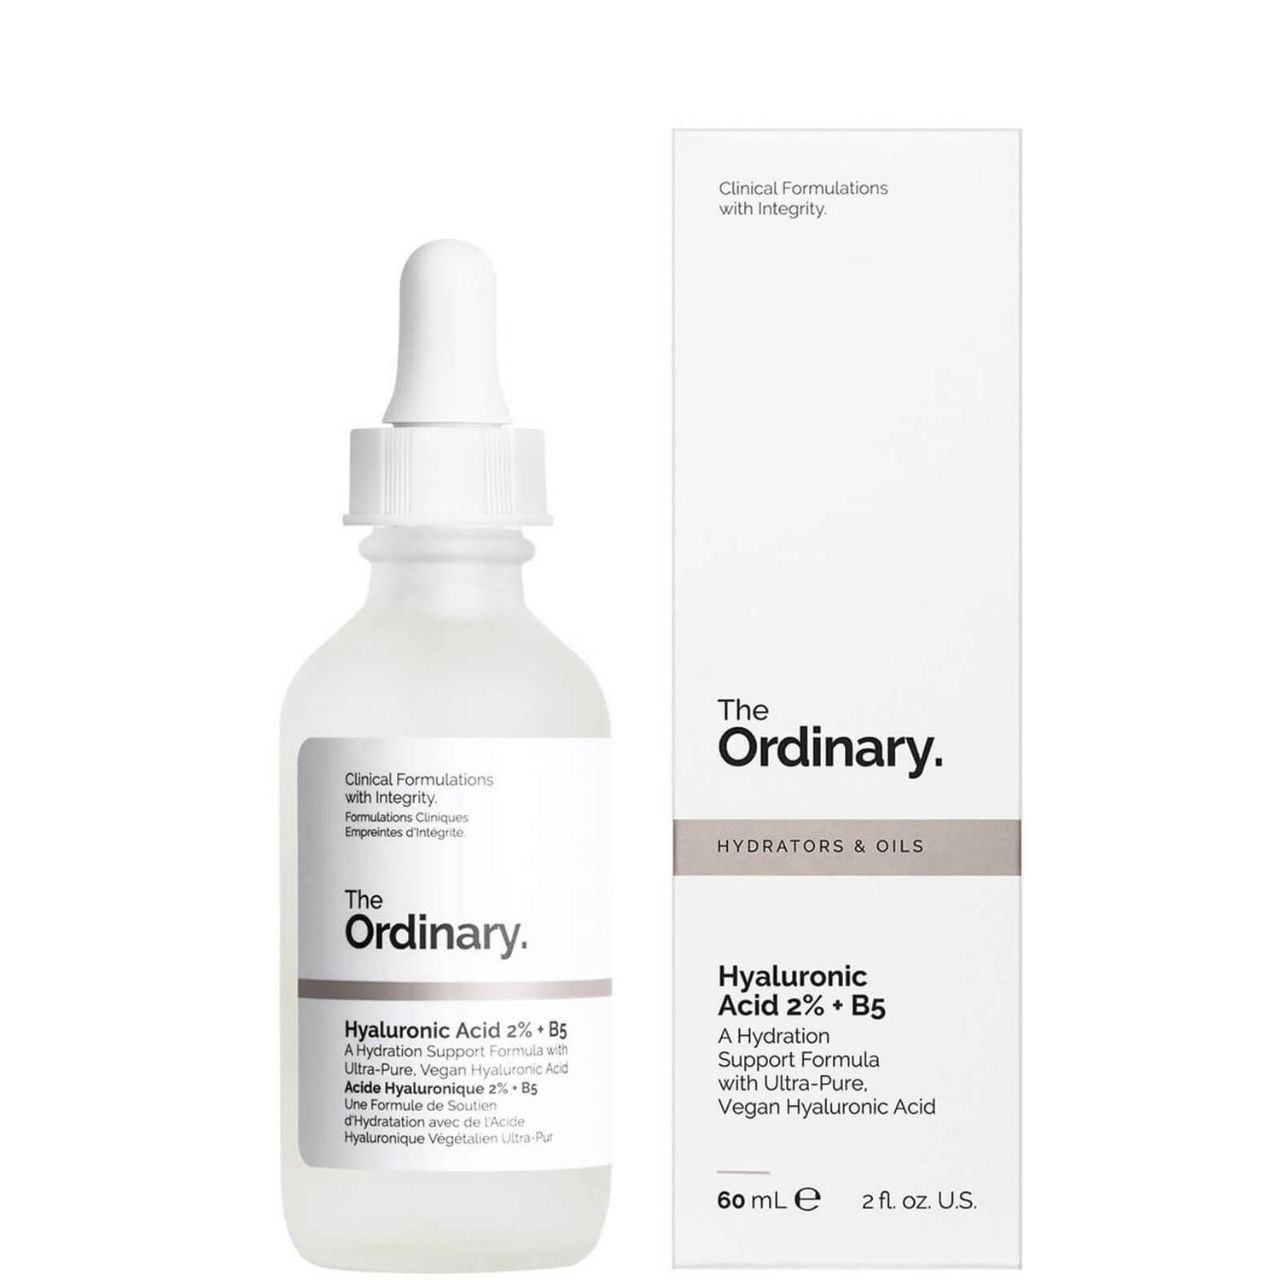 Clinical Formulations
with Integrity.
Formulations Cliniques
Empreintes d'Intégrité.
The
Ordinary.
Hyaluronic Acid 2% + B5
A Hydration Support Formula with
Ultra-Pure, Vegan Hyaluronic Acid
Acide Hyaluronique 2% + B5
Une Formule de Soutien
d'Hydratation avec de l'Acide
Hyaluronique Végétalien Ultra-Pur
Clinical Formulations
with Integrity.
The
Ordinary.
HYDRATORS & OILS
Hyaluronic
Acid 2% + B5
A Hydration
Support Formula
with Ultra-Pure,
Vegan Hyaluronic Acid
60 mL ℮ 2 fl. oz. U.S.